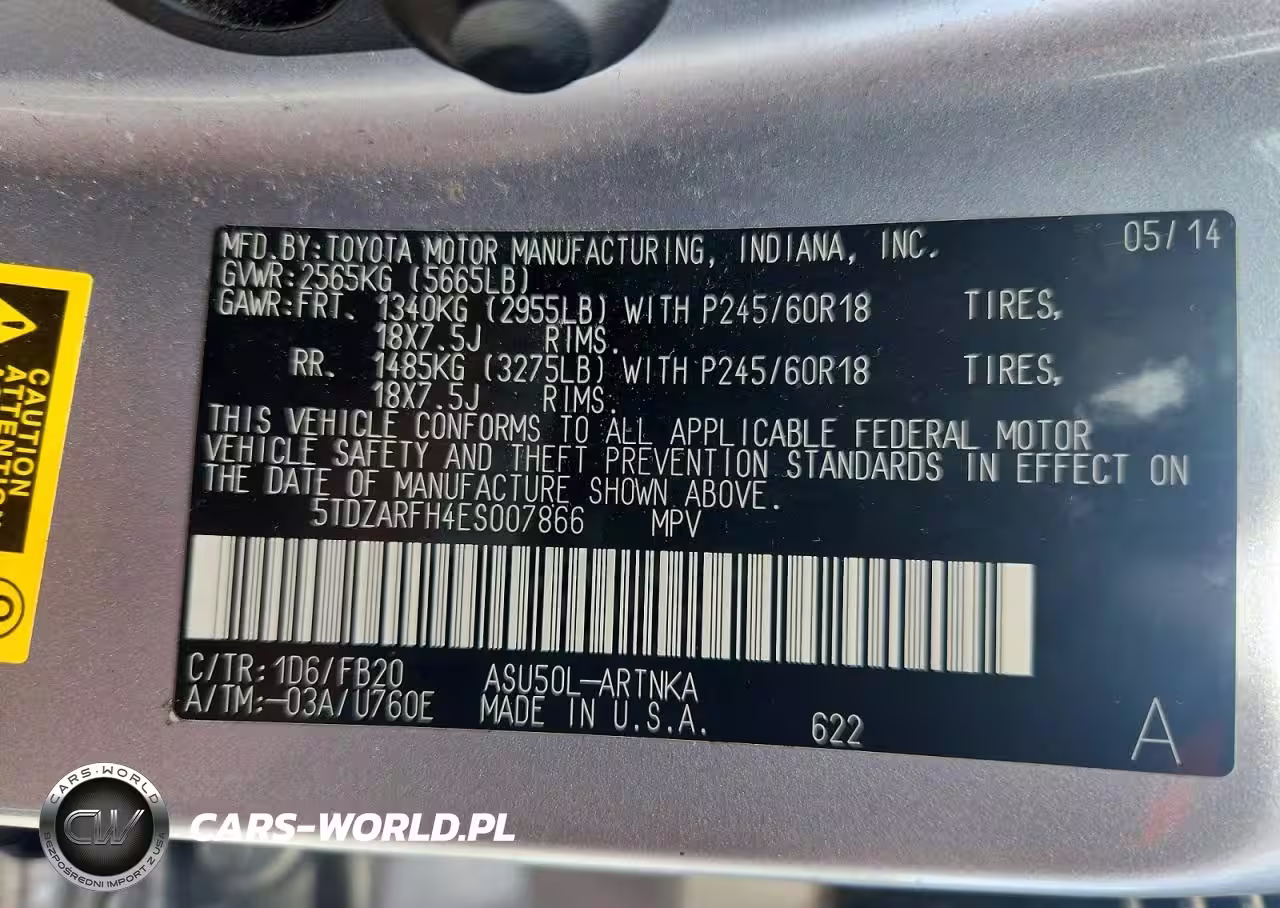 MFD.BY:TOYOTA MOTOR MANUFACTURING, INDIANA, INC. 05/14
GVWR:2565KG (5665LB)
GAWR:FRT. 1340KG (2955LB) WITH P245/60R18 TIRES,
18X7.5J RIMS.
RR. 1485KG (3275LB) WITH P245/60R18 TIRES,
18X7.5J RIMS.
THIS VEHICLE CONFORMS TO ALL APPLICABLE FEDERAL MOTOR
VEHICLE SAFETY AND THEFT PREVENTION STANDARDS IN EFFECT ON
THE DATE OF MANUFACTURE SHOWN ABOVE.
5TDZARFH4ES007866 MPV
C/TR:1D6/FB20 ASU50L-ARTNKA
A/TM:-03A/U760E MADE IN U.S.A. 622 A
CAUTION
ATTENTION
CARS-WORLD
CW
BEZPOŚREDNI IMPORT Z USA
CARS-WORLD.PL